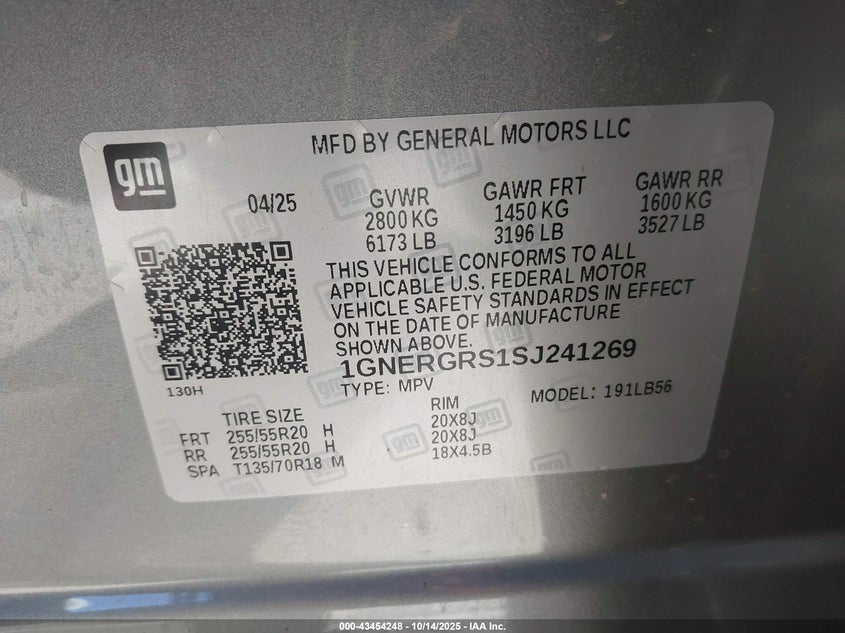 gm
MFD BY GENERAL MOTORS LLC
04/25
GVWR
2800 KG
6173 LB
GAWR FRT
1450 KG
3196 LB
GAWR RR
1600 KG
3527 LB
THIS VEHICLE CONFORMS TO ALL
APPLICABLE U.S. FEDERAL MOTOR
VEHICLE SAFETY STANDARDS IN EFFECT
ON THE DATE OF MANUFACTURE
SHOWN ABOVE.
1GNERGRS1SJ241269
TYPE: MPV
MODEL: 191LB56
130H
TIRE SIZE
RIM
FRT 255/55R20 H 20X8J
RR 255/55R20 H 20X8J
SPA T135/70R18 M 18X4.5B
000-43454248 - 10/14/2025 - IAA Inc.